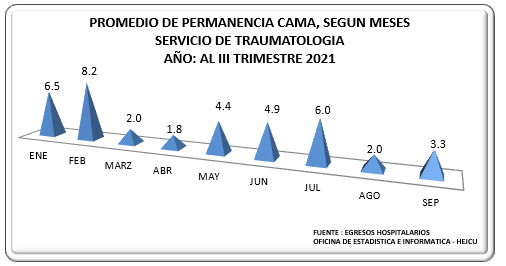 PROMEDIO DE PERMANENCIA CAMA, SEGUN MESES
SERVICIO DE TRAUMATOLOGIA
AÑO: AL III TRIMESTRE 2021
6.5
8.2
2.0
1.8
4.4
4.9
6.0
2.0
3.3
ENE
FEB
MARZ
ABR
MAY
JUN
JUL
AGO
SEP
FUENTE : EGRESOS HOSPITALARIOS
OFICINA DE ESTADISTICA E INFORMATICA - HEJCU